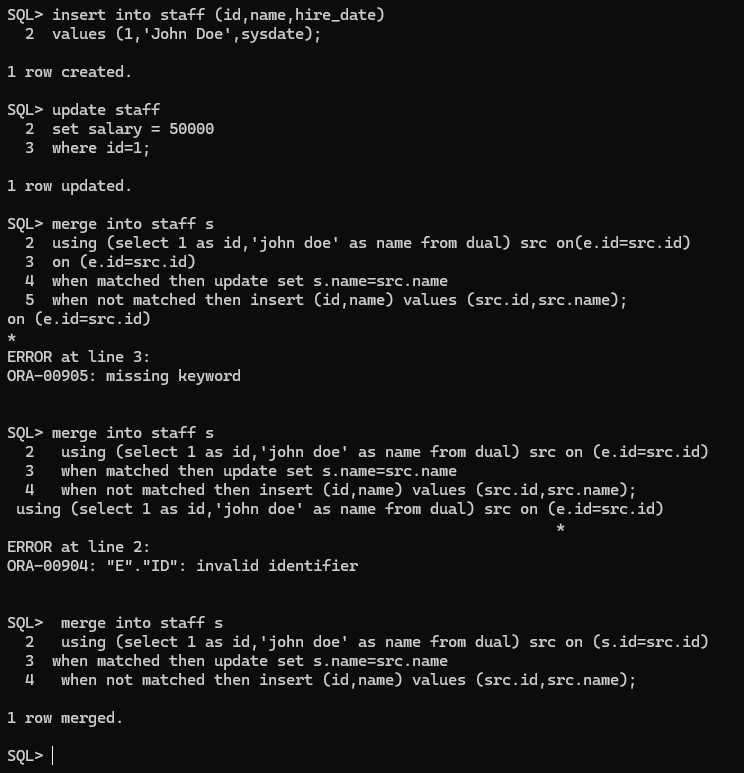 SQL> insert into staff (id,name,hire_date)
  2  values (1,'John Doe',sysdate);
1 row created.
SQL> update staff
  2  set salary = 50000
  3  where id=1;
1 row updated.
SQL> merge into staff s
  2  using (select 1 as id,'john doe' as name from dual) src on(e.id=src.id)
  3  on (e.id=src.id)
  4  when matched then update set s.name=src.name
  5  when not matched then insert (id,name) values (src.id,src.name);
on (e.id=src.id)
*
ERROR at line 3:
ORA-00905: missing keyword
SQL> merge into staff s
  2   using (select 1 as id,'john doe' as name from dual) src on (e.id=src.id)
  3   when matched then update set s.name=src.name
  4   when not matched then insert (id,name) values (src.id,src.name);
 using (select 1 as id,'john doe' as name from dual) src on (e.id=src.id)
                                                             *
ERROR at line 2:
ORA-00904: "E"."ID": invalid identifier
SQL>  merge into staff s
  2   using (select 1 as id,'john doe' as name from dual) src on (s.id=src.id)
  3  when matched then update set s.name=src.name
  4   when not matched then insert (id,name) values (src.id,src.name);
1 row merged.
SQL>